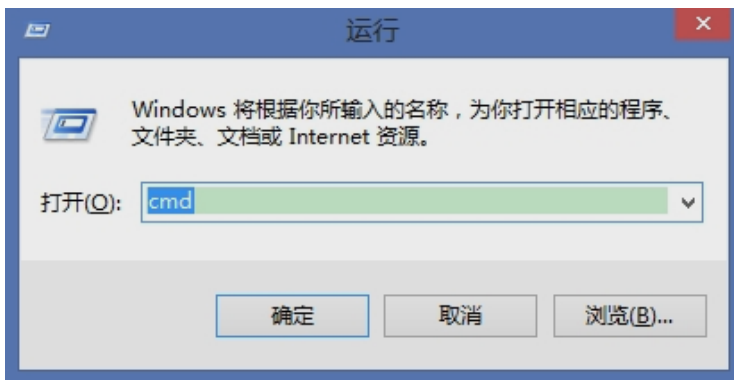 运行
Windows 将根据你所输入的名称，为你打开相应的程序、
文件夹、文档或 Internet 资源。
打开(O): cmd
确定 取消 浏览(B)...